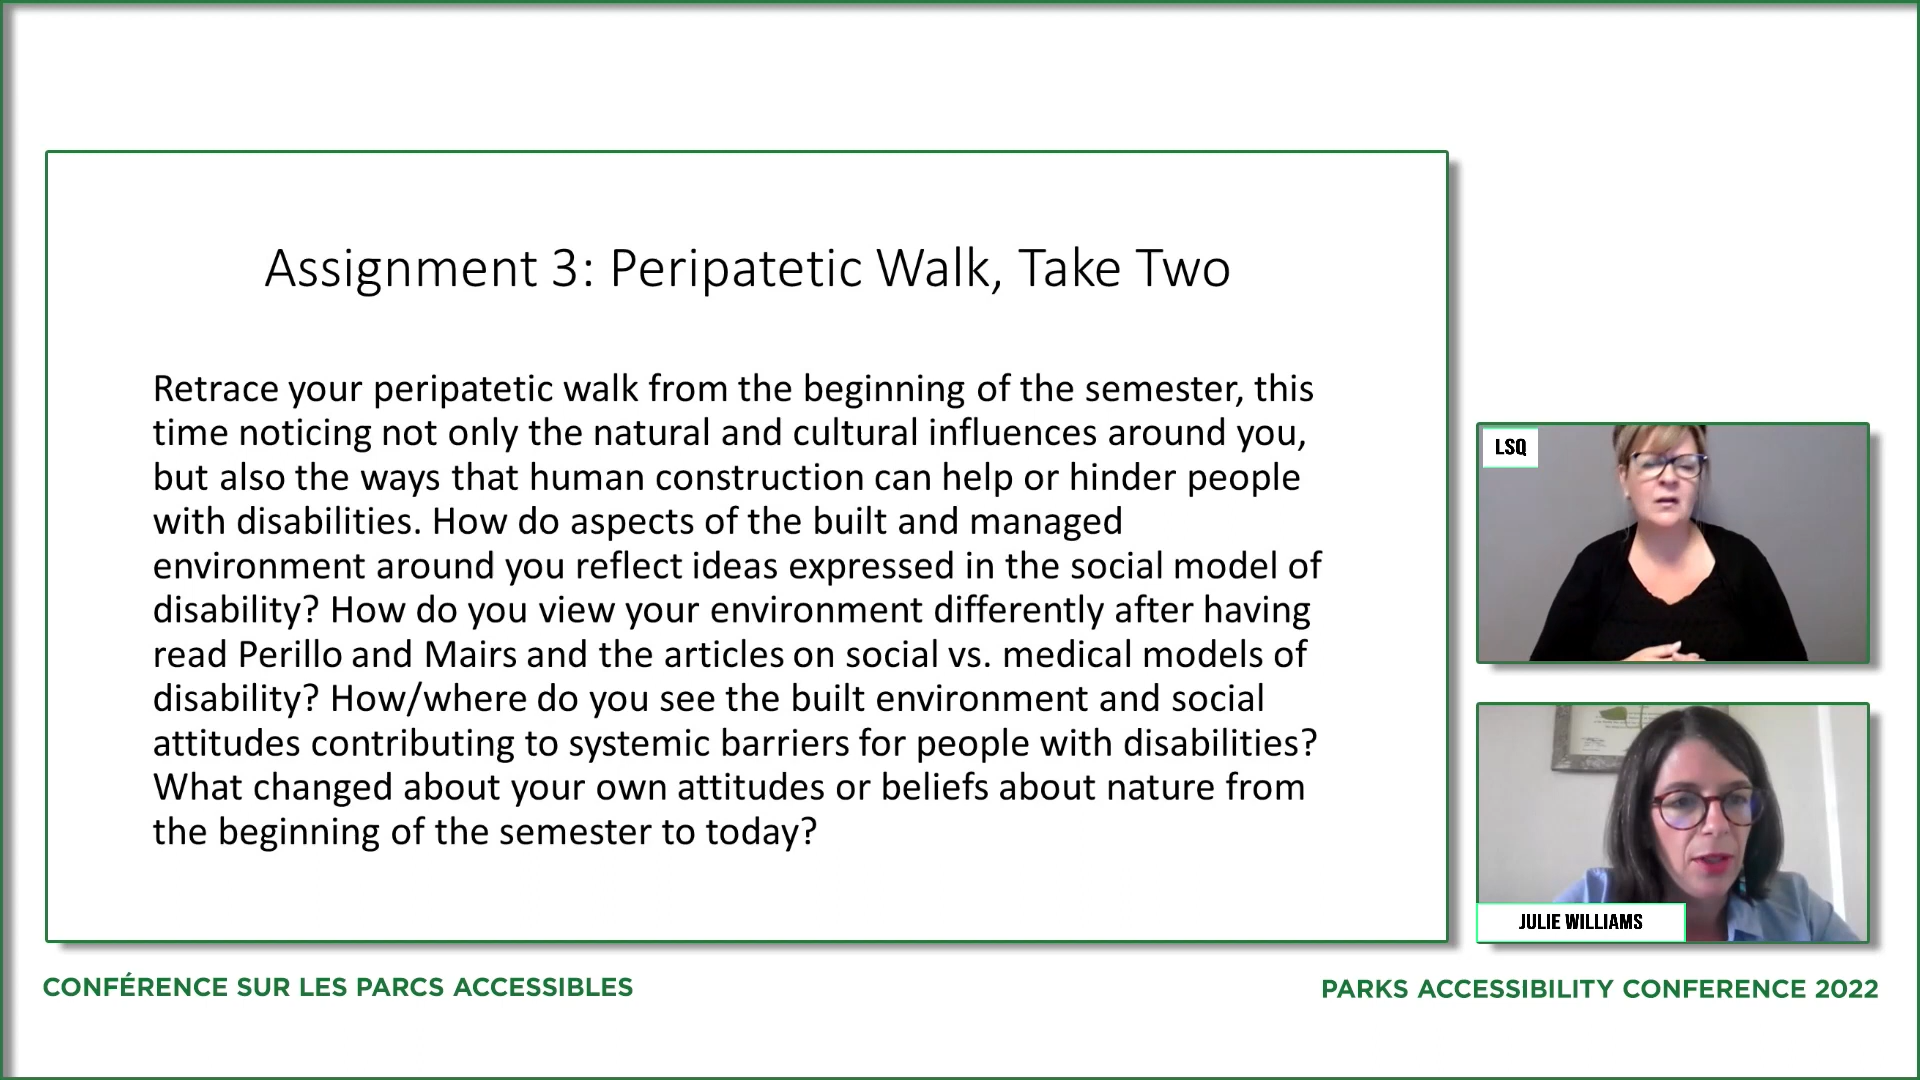 Assignment 3: Peripatetic Walk, Take Two
Retrace your peripatetic walk from the beginning of the semester, this
time noticing not only the natural and cultural influences around you,
but also the ways that human construction can help or hinder people
with disabilities. How do aspects of the built and managed
environment around you reflect ideas expressed in the social model of
disability? How do you view your environment differently after having
read Perillo and Mairs and the articles on social vs. medical models of
disability? How/where do you see the built environment and social
attitudes contributing to systemic barriers for people with disabilities?
What changed about your own attitudes or beliefs about nature from
the beginning of the semester to today?
LSQ
JULIE WILLIAMS
CONFÉRENCE SUR LES PARCS ACCESSIBLES
PARKS ACCESSIBILITY CONFERENCE 2022